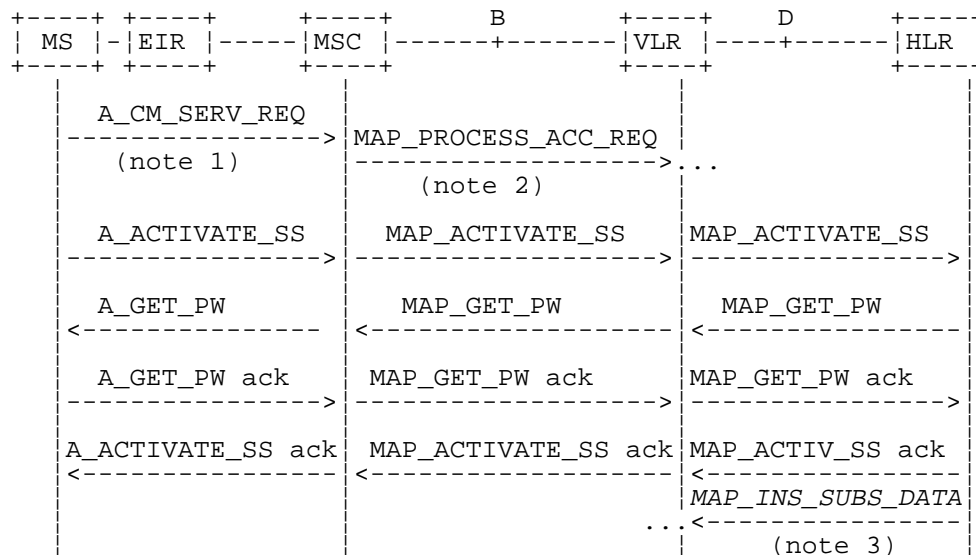 B D
MS EIR MSC VLR HLR
A_CM_SERV_REQ
MAP_PROCESS_ACC_REQ
(note 1) ...
(note 2)
A_ACTIVATE_SS MAP_ACTIVATE_SS MAP_ACTIVATE_SS
A_GET_PW MAP_GET_PW MAP_GET_PW
A_GET_PW ack MAP_GET_PW ack MAP_GET_PW ack
A_ACTIVATE_SS ack MAP_ACTIVATE_SS ack MAP_ACTIV_SS ack
MAP_INS_SUBS_DATA
...
(note 3)